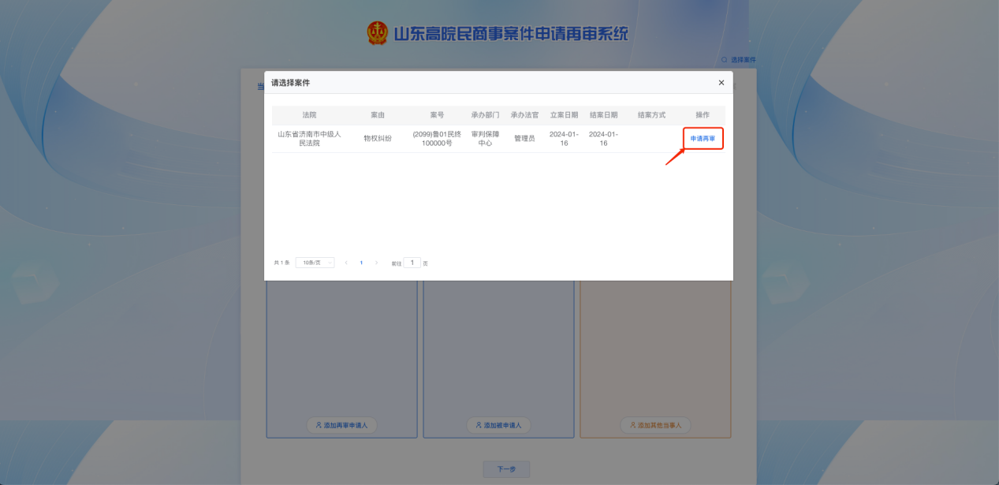 山东高院民商事案件申请再审系统
选择案件
当
请选择案件
法院 案由 案号 承办部门 承办法官 立案日期 结案日期 结案方式 操作
山东省济南市中级人 物权纠纷 (2099)鲁01民终 审判保障 管理员 2024-01- 2024-01- 申请再审
民法院 100000号 中心 16 16
共 1 条 10条/页 1 前往 1 页
添加再审申请人 添加被申请人 添加其他当事人
下一步